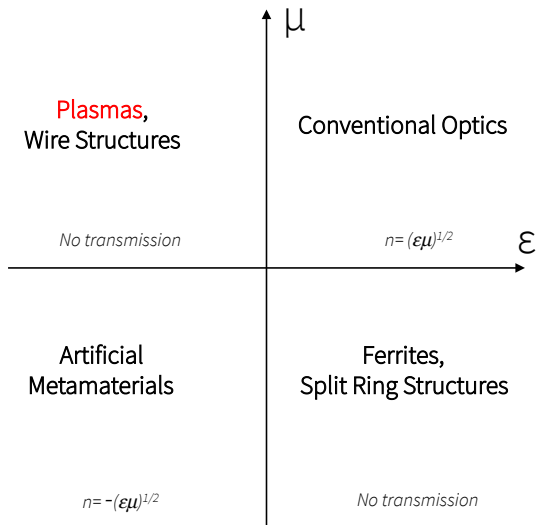 μ
Plasmas,
Wire Structures
Conventional Optics
No transmission
n= (εμ)1/2
ε
Artificial
Metamaterials
Ferrites,
Split Ring Structures
n= -(εμ)1/2
No transmission